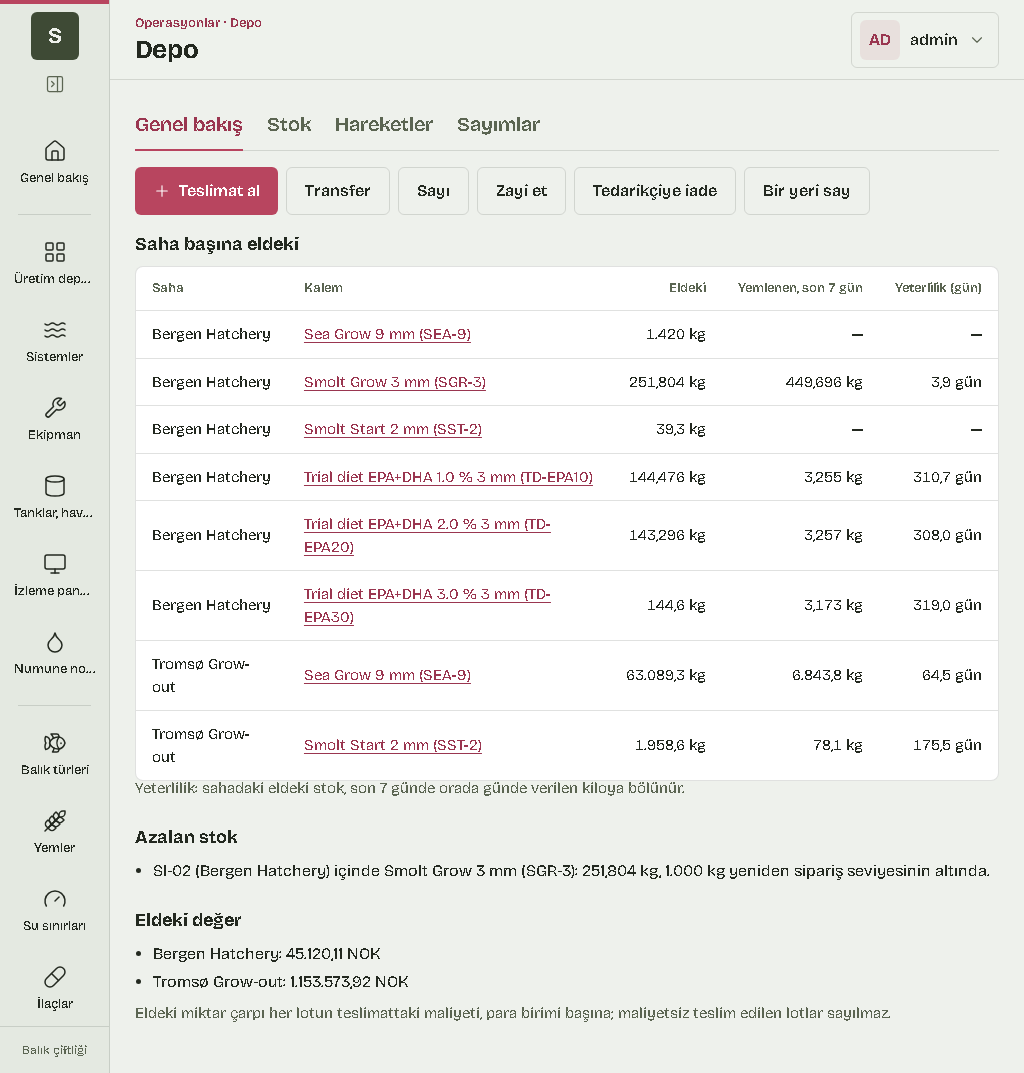 S
Operasyonlar · Depo
Depo
AD admin
Genel bakış
Üretim dep...
Sistemler
Ekipman
Tanklar, hav...
İzleme pan...
Numune no...
Balık türleri
Yemler
Su sınırları
İlaçlar
Balık çiftliği
Genel bakış Stok Hareketler Sayımlar
+ Teslimat al Transfer Sayı Zayi et Tedarikçiye iade Bir yeri say
Saha başına eldeki
Saha Kalem Eldeki Yemlenen, son 7 gün Yeterlilik (gün)
Bergen Hatchery Sea Grow 9 mm (SEA-9) 1.420 kg — —
Bergen Hatchery Smolt Grow 3 mm (SGR-3) 251,804 kg 449,696 kg 3,9 gün
Bergen Hatchery Smolt Start 2 mm (SST-2) 39,3 kg — —
Bergen Hatchery Trial diet EPA+DHA 1.0 % 3 mm (TD-EPA10) 144,476 kg 3,255 kg 310,7 gün
Bergen Hatchery Trial diet EPA+DHA 2.0 % 3 mm (TD-
EPA20) 143,296 kg 3,257 kg 308,0 gün
Bergen Hatchery Trial diet EPA+DHA 3.0 % 3 mm (TD-
EPA30) 144,6 kg 3,173 kg 319,0 gün
Tromsø Grow-
out Sea Grow 9 mm (SEA-9) 63.089,3 kg 6.843,8 kg 64,5 gün
Tromsø Grow-
out Smolt Start 2 mm (SST-2) 1.958,6 kg 78,1 kg 175,5 gün
Yeterlilik: sahadaki eldeki stok, son 7 günde orada günde verilen kiloya bölünür.
Azalan stok
• SI-02 (Bergen Hatchery) içinde Smolt Grow 3 mm (SGR-3): 251,804 kg, 1.000 kg yeniden sipariş seviyesinin altında.
Eldeki değer
• Bergen Hatchery: 45.120,11 NOK
• Tromsø Grow-out: 1.153.573,92 NOK
Eldeki miktar çarpı her lotun teslimattaki maliyeti, para birimi başına; maliyetsiz teslim edilen lotlar sayılmaz.